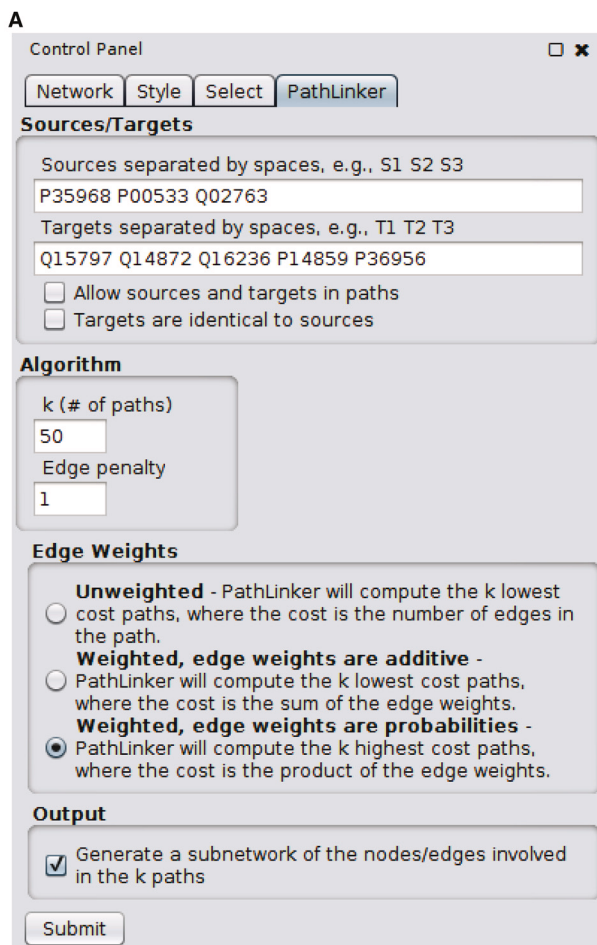 A
Control Panel
Network Style Select PathLinker
Sources/Targets
Sources separated by spaces, e.g., S1 S2 S3
P35968 P00533 Q02763
Targets separated by spaces, e.g., T1 T2 T3
Q15797 Q14872 Q16236 P14859 P36956
Allow sources and targets in paths
Targets are identical to sources
Algorithm
k (# of paths)
50
Edge penalty
1
Edge Weights
Unweighted - PathLinker will compute the k lowest
cost paths, where the cost is the number of edges in
the path.
Weighted, edge weights are additive -
PathLinker will compute the k lowest cost paths,
where the cost is the sum of the edge weights.
Weighted, edge weights are probabilities -
PathLinker will compute the k highest cost paths,
where the cost is the product of the edge weights.
Output
Generate a subnetwork of the nodes/edges involved
in the k paths
Submit